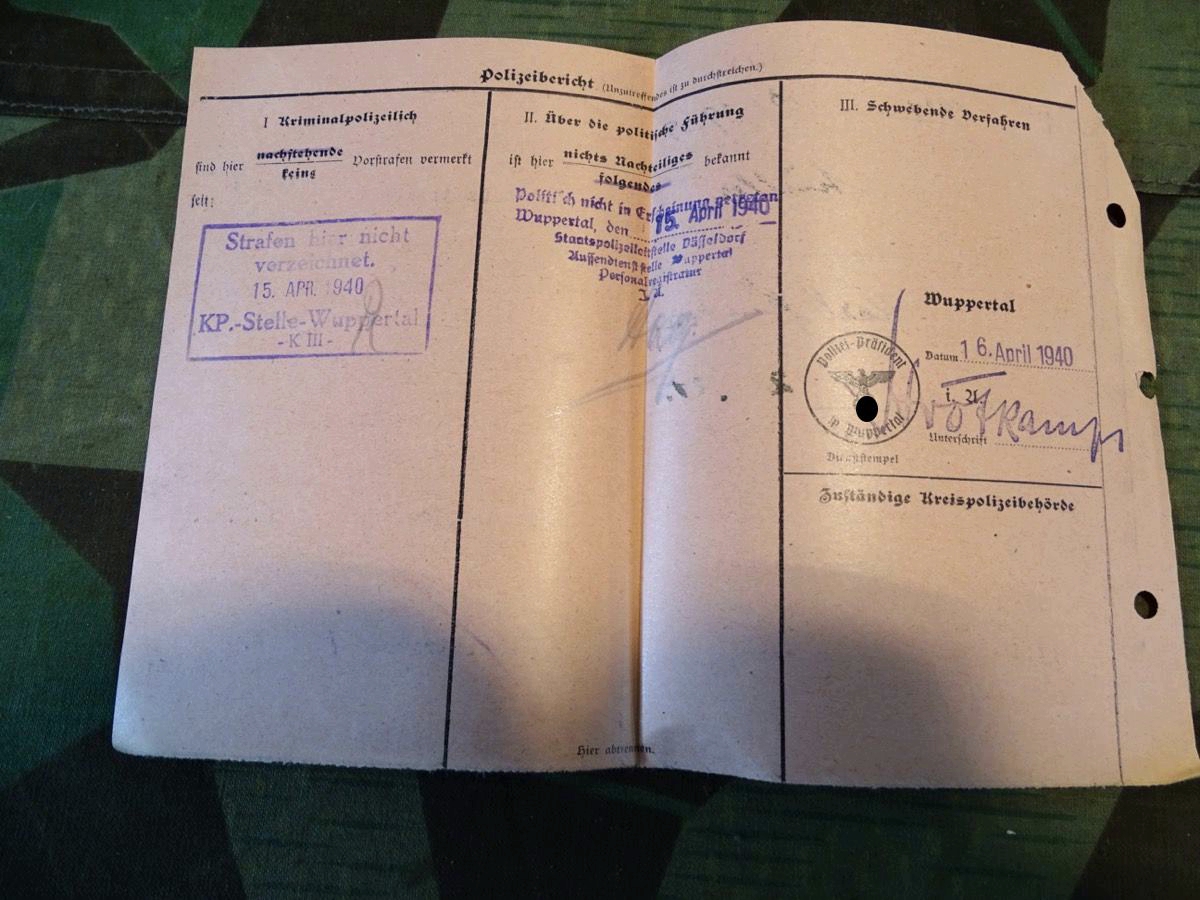 Polizeibericht (Unzutreffendes ist zu durchstreichen.)
I Kriminalpolizeilich
sind hier nachstehende Vorstrafen vermerkt
keine
seit:
Strafen hier nicht
verzeichnet.
15. APR. 1940
KP.-Stelle-Wuppertal
- K III -
II. Über die politische Führung
ist hier nichts Nachteiliges bekannt
folgendes
Politisch nicht in Erscheinung getreten
Wuppertal, den 15. April 1940
Staatspolizeileitstelle Düsseldorf
Aussendienststelle Wuppertal
Personalregistratur
I. A.
III. Schwebende Verfahren
Wuppertal
Datum 16. April 1940
Polizei-Präsident
in Wuppertal
i. A.
Unterschrift
Dienststempel
Zuständige Kreispolizeibehörde
Hier abtrennen.